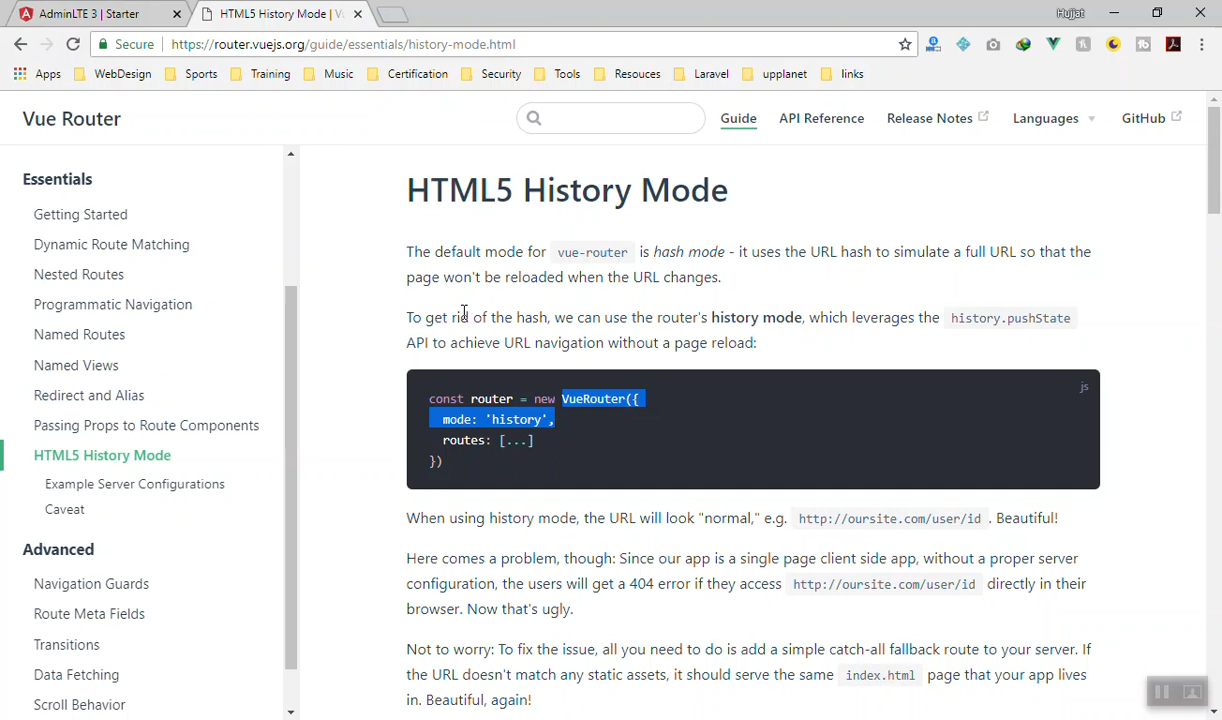 AdminLTE 3 | Starter
HTML5 History Mode | Vu
Hujjat
Secure
https://router.vuejs.org/guide/essentials/history-mode.html
Apps
WebDesign
Sports
Training
Music
Certification
Security
Tools
Resouces
Laravel
upplanet
links
Vue Router
Guide
API Reference
Release Notes
Languages
GitHub
Essentials
Getting Started
Dynamic Route Matching
Nested Routes
Programmatic Navigation
Named Routes
Named Views
Redirect and Alias
Passing Props to Route Components
HTML5 History Mode
Example Server Configurations
Caveat
Advanced
Navigation Guards
Route Meta Fields
Transitions
Data Fetching
Scroll Behavior
HTML5 History Mode
The default mode for vue-router is hash mode - it uses the URL hash to simulate a full URL so that the
page won't be reloaded when the URL changes.
To get rid of the hash, we can use the router's history mode, which leverages the history.pushState
API to achieve URL navigation without a page reload:
js
const router = new VueRouter({
mode: 'history',
routes: [...]
})
When using history mode, the URL will look "normal," e.g. http://oursite.com/user/id . Beautiful!
Here comes a problem, though: Since our app is a single page client side app, without a proper server
configuration, the users will get a 404 error if they access http://oursite.com/user/id directly in their
browser. Now that's ugly.
Not to worry: To fix the issue, all you need to do is add a simple catch-all fallback route to your server. If
the URL doesn't match any static assets, it should serve the same index.html page that your app lives
in. Beautiful, again!